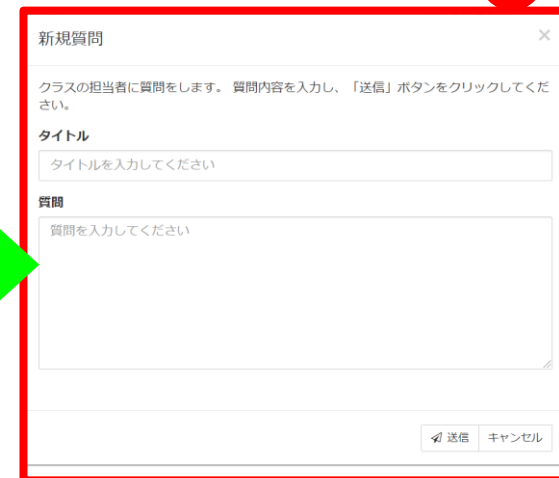 新規質問
×
クラスの担当者に質問をします。 質問内容を入力し、「送信」ボタンをクリックしてくだ
さい。
タイトル
タイトルを入力してください
質問
質問を入力してください
送信 キャンセル